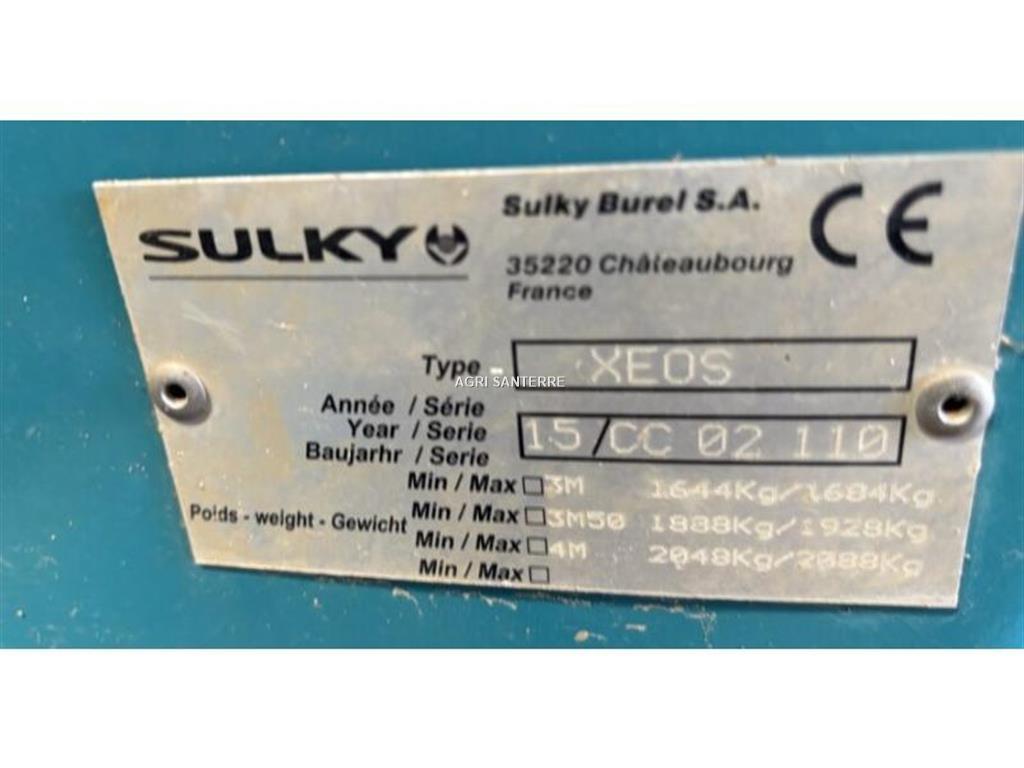 SULKY
Sulky Burel S.A.
35220 Châteaubourg
France
CE
Type - XEOS
AGRI SANTERRE
Année / Série
Year / Serie 15/CC 02 110
Baujarhr / Serie
Poids - weight - Gewicht
Min / Max 3M 1644Kg/1684Kg
Min / Max 3M50 1888Kg/1928Kg
Min / Max 4M 2048Kg/2088Kg
Min / Max